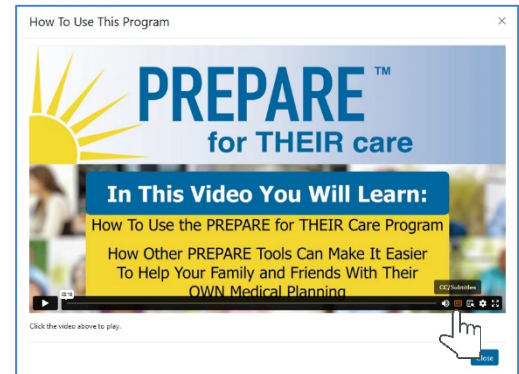 How To Use This Program
PREPARE™
for THEIR care
In This Video You Will Learn:
How To Use the PREPARE for THEIR Care Program
How Other PREPARE Tools Can Make It Easier
To Help Your Family and Friends With Their
OWN Medical Planning
CC/Subtitles
Click the video above to play.
Close